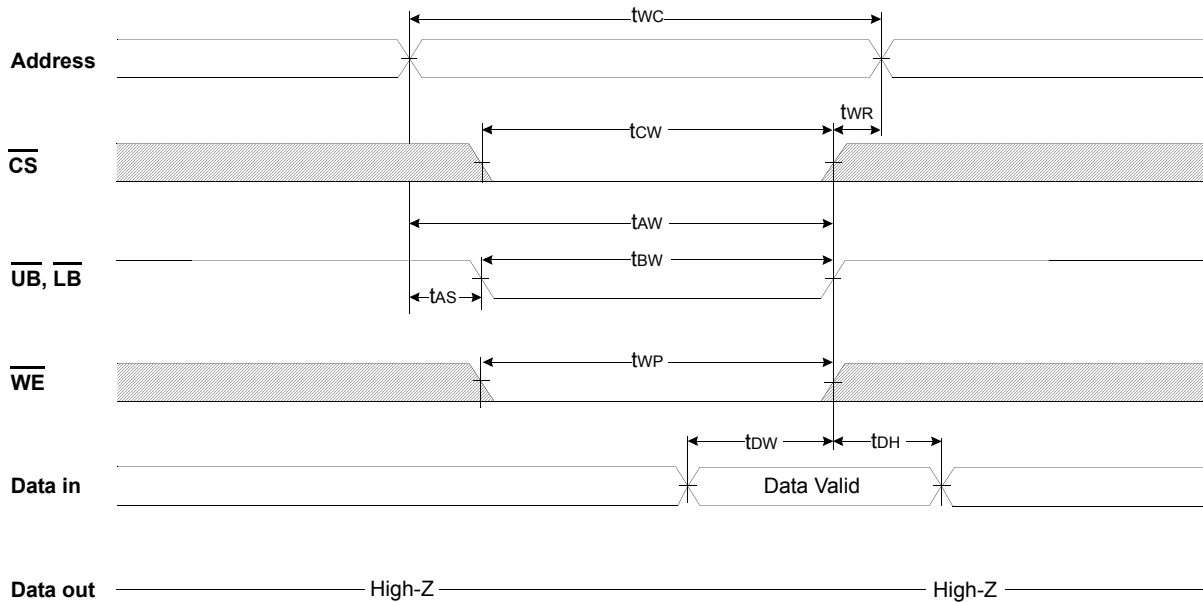 tWC
Address
tWR
tCW
CS
tAW
tBW
UB, LB
tAS
tWP
WE
tDW
tDH
Data in
Data Valid
Data out
High-Z
High-Z